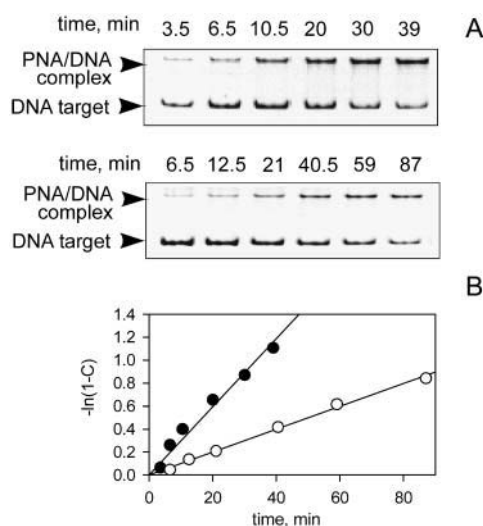 A
time, min 3.5 6.5 10.5 20 30 39
PNA/DNA
complex
DNA target
time, min 6.5 12.5 21 40.5 59 87
PNA/DNA
complex
DNA target
B
-ln(1-C)
1.4
1.2
1.0
0.8
0.6
0.4
0.2
0.0
0 20 40 60 80
time, min